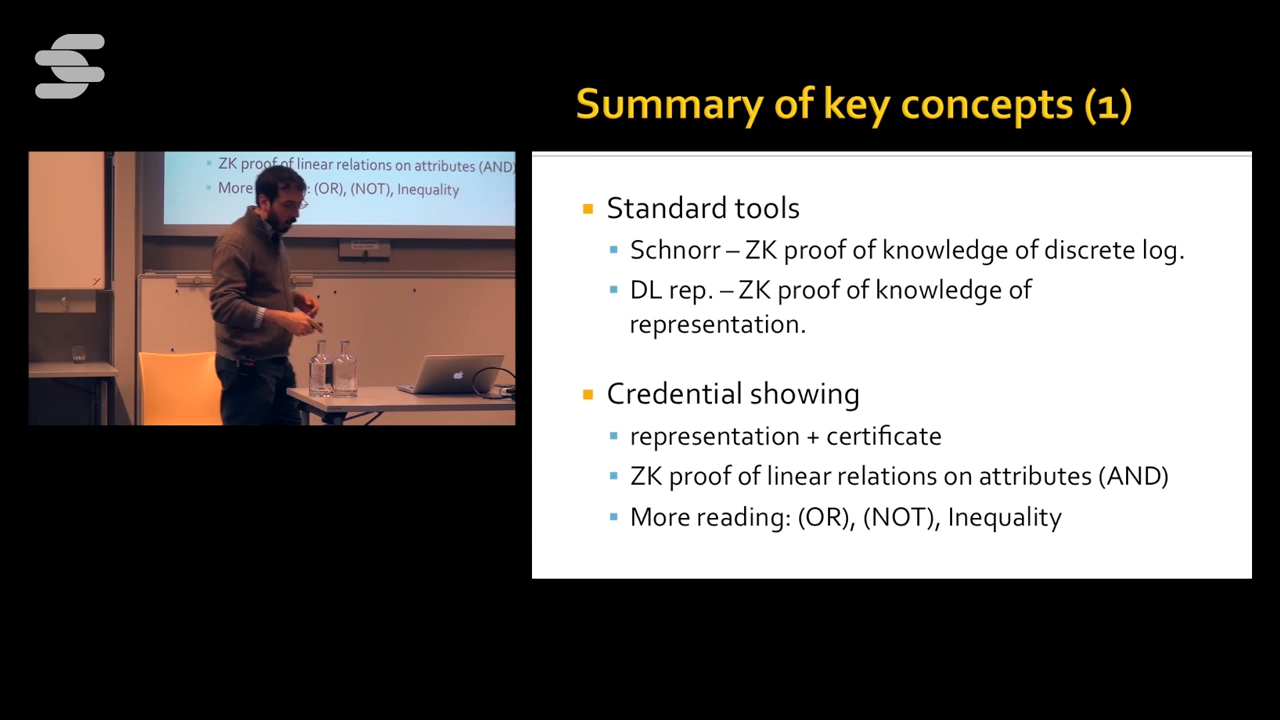 Summary of key concepts (1)
ZK proof of linear relations on attributes (AND)
More : (OR), (NOT), Inequality
Standard tools
Schnorr – ZK proof of knowledge of discrete log.
DL rep. – ZK proof of knowledge of
representation.
Credential showing
representation + certificate
ZK proof of linear relations on attributes (AND)
More reading: (OR), (NOT), Inequality